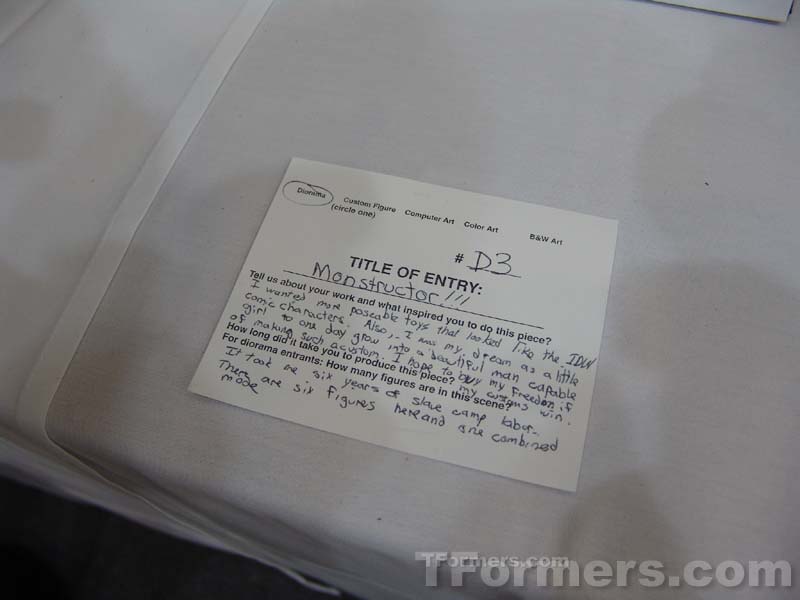 Diorama Custom Figure Computer Art Color Art B&W Art
(circle one)
# D3
TITLE OF ENTRY:
Monstructor!!!
Tell us about your work and what inspired you to do this piece?
I wanted more poseable toys that looked like the IDW
comic characters. Also, I was my dream as a little
girl to one day grow into a beautiful man capable
of making such a custom. I hope to buy my freedom if
my customs win.
How long did it take you to produce this piece?
For diorama entrants: How many figures are in this scene?
It took me six years of slave camp labor.
There are six figures here and are combined
mode
TFormers.com
TFormers.com